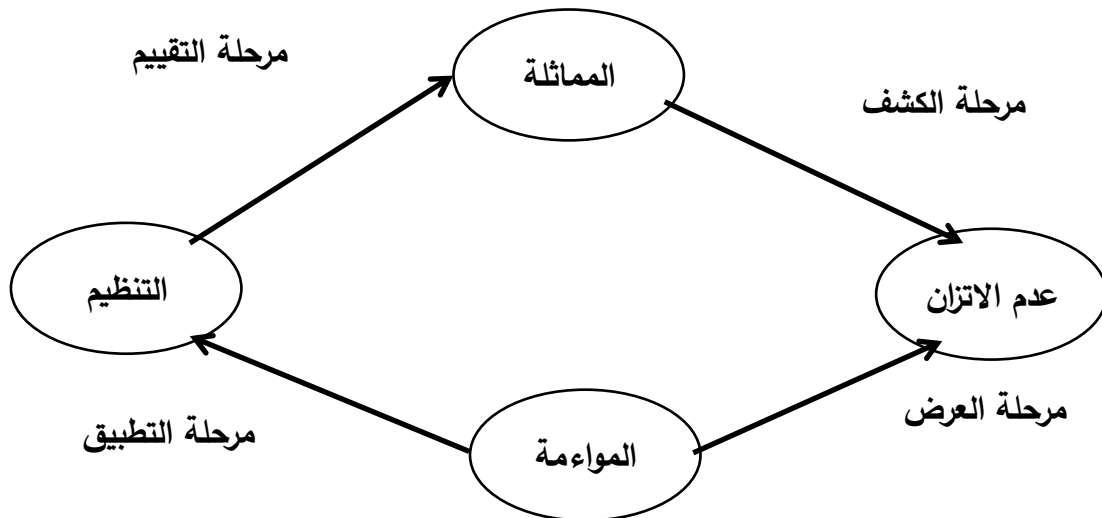 المماثلة
مرحلة التقييم
مرحلة الكشف
التنظيم
عدم الاتزان
مرحلة العرض
مرحلة التطبيق
المواءمة